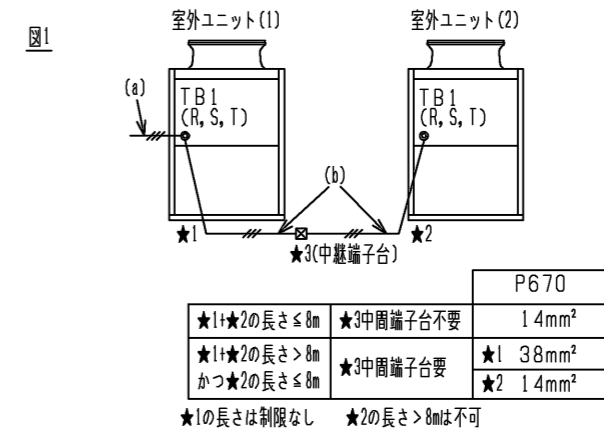 図1
室外ユニット(1)
室外ユニット(2)
(a)
TB1
(R,S,T)
TB1
(R,S,T)
(b)
★1
★2
★3(中継端子台)
P670
★1+★2の長さ≦8m ★3中間端子台不要 14mm²
★1+★2の長さ>8m
かつ★2の長さ≦8m
★3中間端子台要
★1 38mm²
★2 14mm²
★1の長さは制限なし ★2の長さ>8mは不可